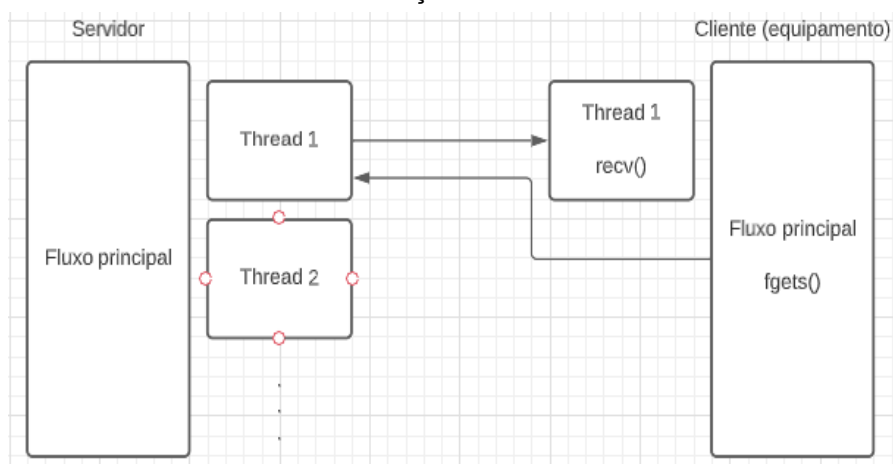 Servidor
Cliente (equipamento)
Thread 1
Thread 1
recv()
Fluxo principal
Thread 2
Fluxo principal
fgets()